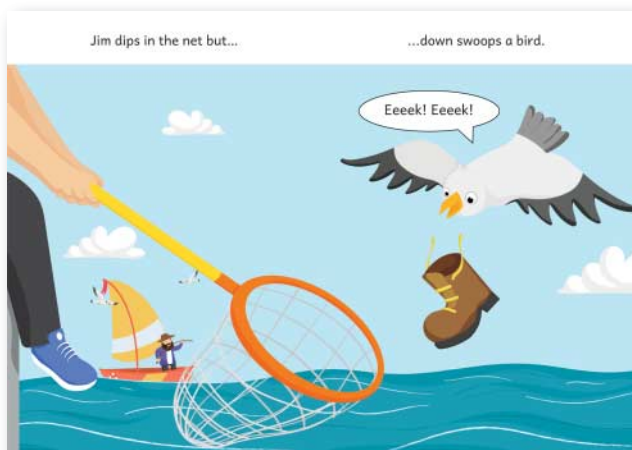 Jim dips in the net but...
...down swoops a bird.
Eeeek! Eeeek!